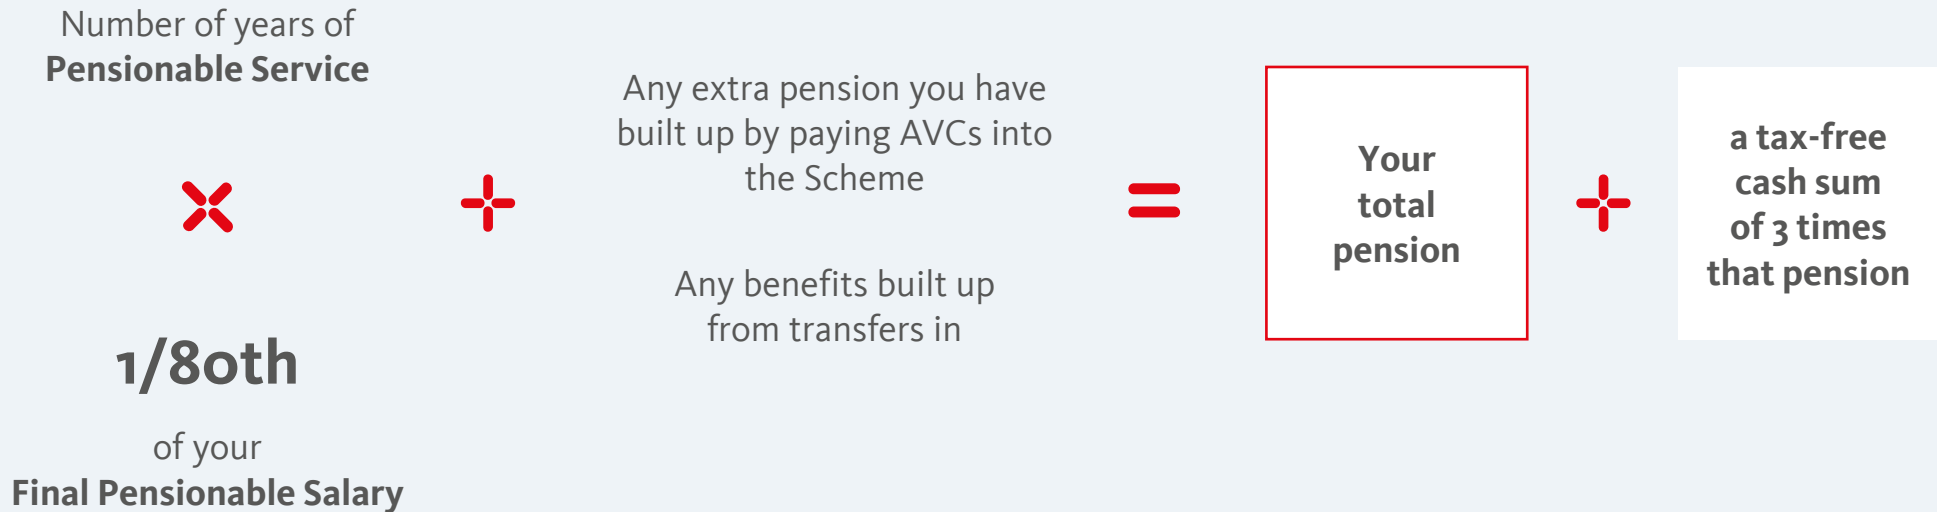 Number of years of
Pensionable Service
×
1/80th
of your
Final Pensionable Salary
+
Any extra pension you have
built up by paying AVCs into
the Scheme
Any benefits built up
from transfers in
=
Your
total
pension
+
a tax-free
cash sum
of 3 times
that pension